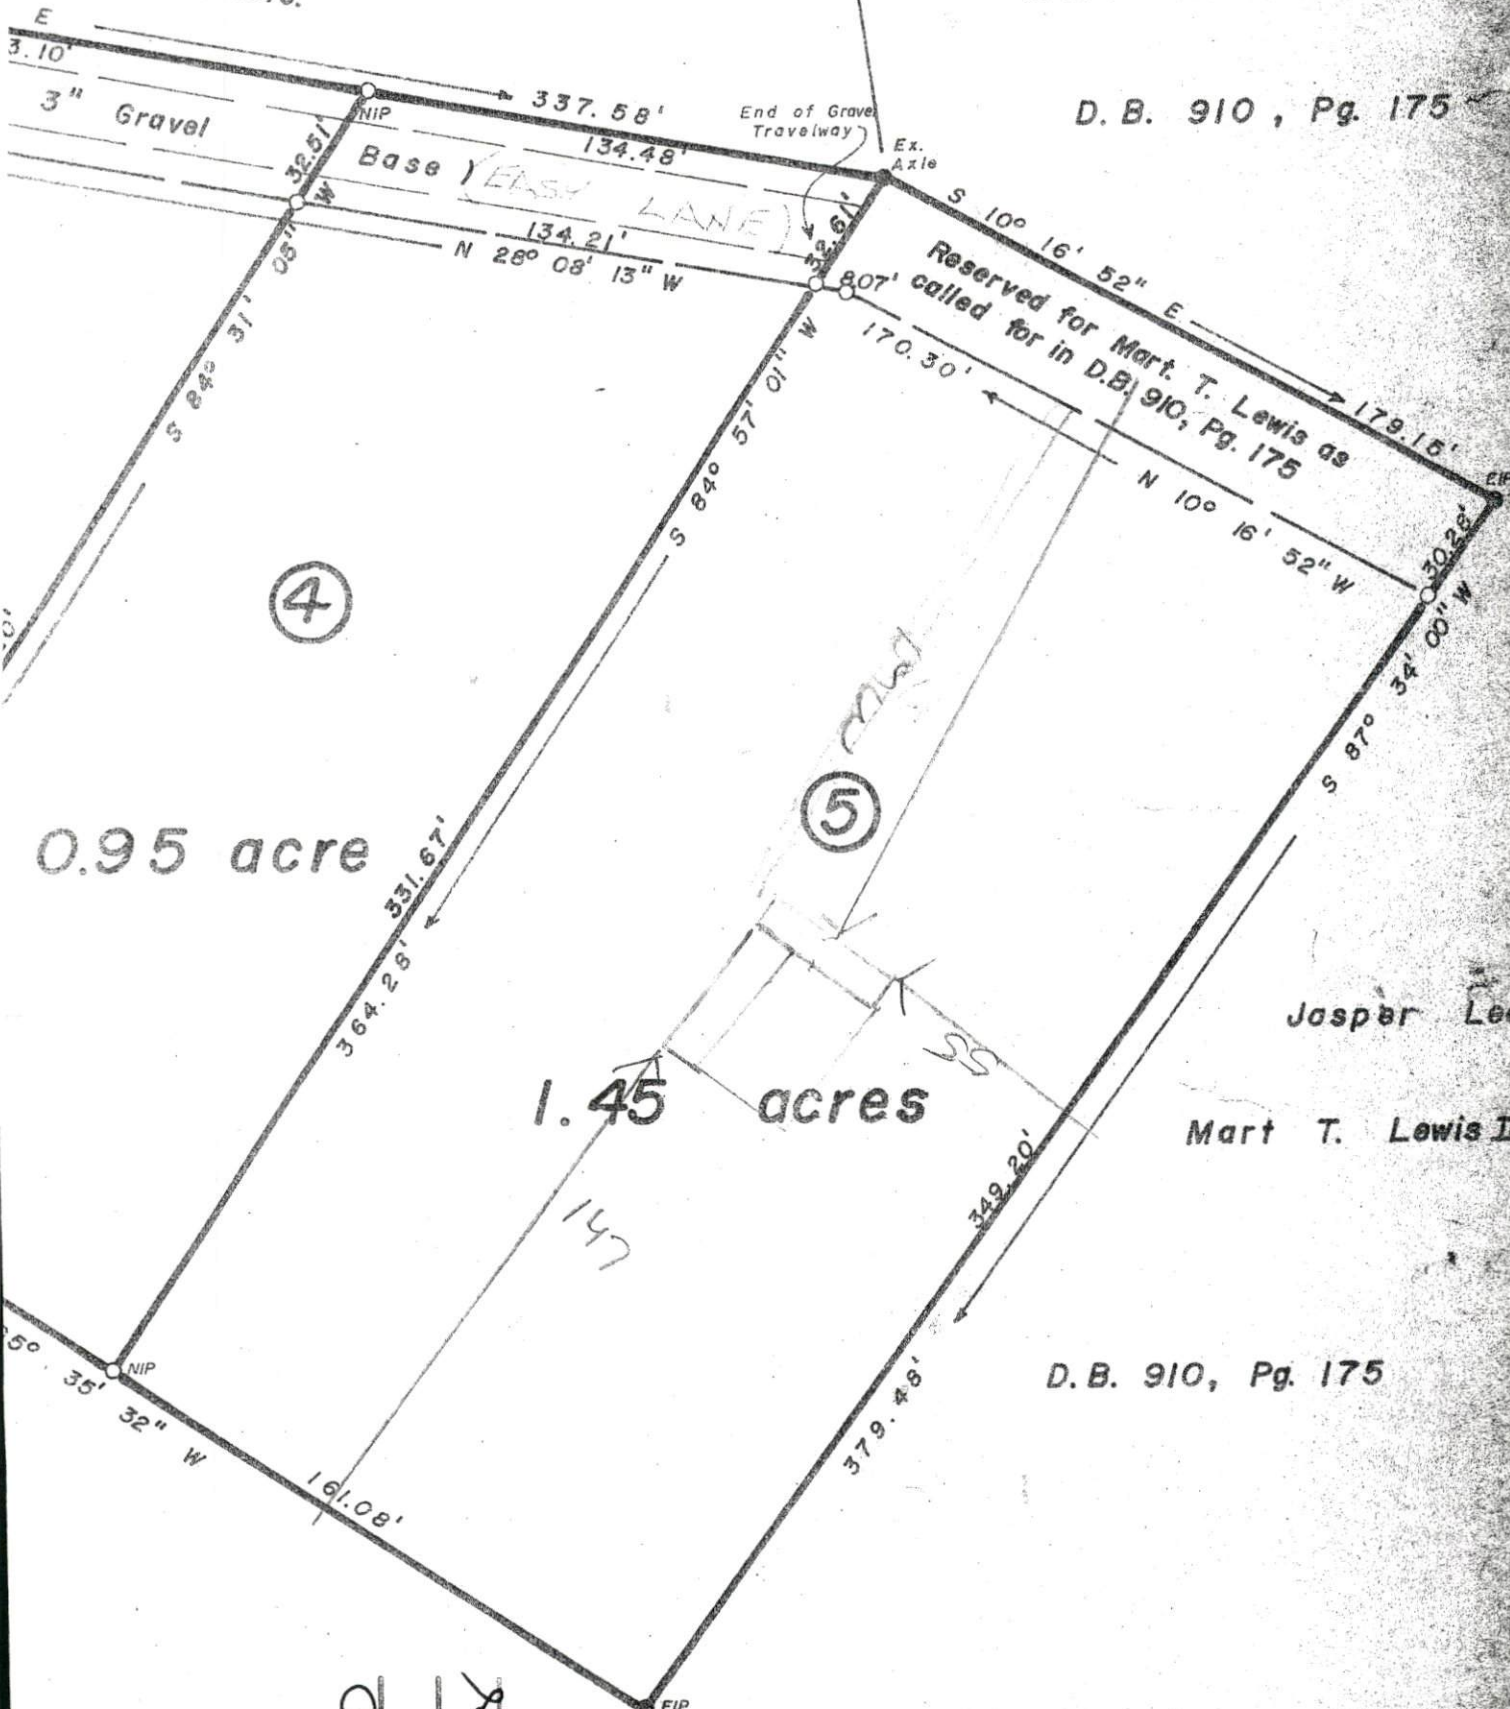 E
3.10'
3" Gravel
Base ) (EASY LANE)
NIP
32.51'
337.58'
134.48'
End of Gravel
Travelway
Ex.
Axle
D.B. 910 , Pg. 175
32.61'
134.21'
N 28° 08' 13" W
8.07'
S 10° 16' 52" E
179.15'
Reserved for Mart. T. Lewis as
called for in D.B. 910, Pg. 175
170.30'
N 10° 16' 52" W
EIP
30.28'
S 87° 34' 00" W
S 84° 31' 05" W
S 84° 57' 01" W
4
0.95 acre
5
1.45 acres
331.67'
364.28'
55
147
349.20'
379.48'
Jasper
Mart T. Lewis
D.B. 910, Pg. 175
NIP
5° 35' 32" W
161.08'
EIP